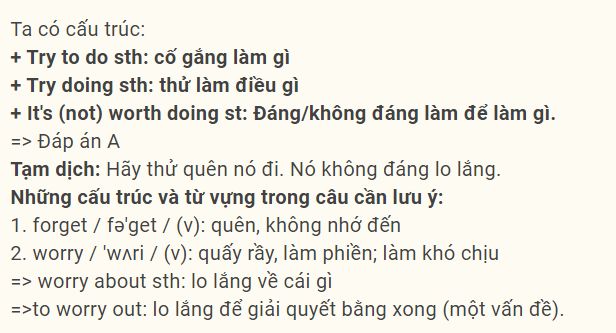 Ta có cấu trúc:
+ Try to do sth: cố gắng làm gì
+ Try doing sth: thử làm điều gì
+ It's (not) worth doing st: Đáng/không đáng làm để làm gì.
=> Đáp án A
Tạm dịch: Hãy thử quên nó đi. Nó không đáng lo lắng.
Những cấu trúc và từ vựng trong câu cần lưu ý:
1. forget / fə'get / (v): quên, không nhớ đến
2. worry / 'wʌri / (v): quấy rầy, làm phiền; làm khó chịu
=> worry about sth: lo lắng về cái gì
=>to worry out: lo lắng để giải quyết bằng xong (một vấn đề).